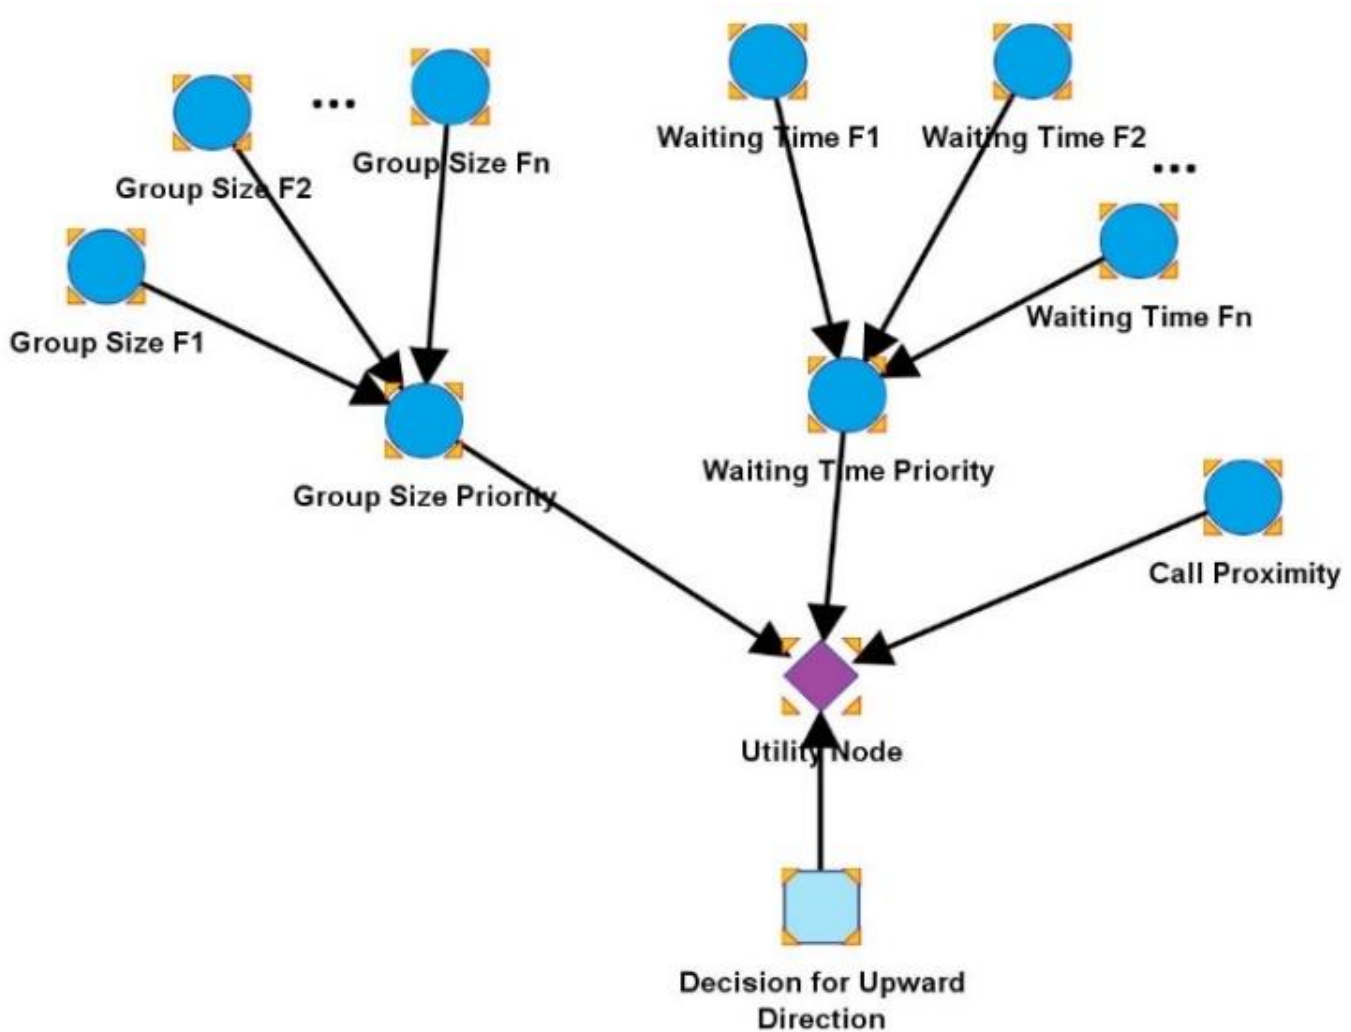 ...
Group Size F2
Group Size Fn
Group Size F1
Waiting Time F1
Waiting Time F2
...
Waiting Time Fn
Group Size Priority
Waiting Time Priority
Call Proximity
Utility Node
Decision for Upward
Direction